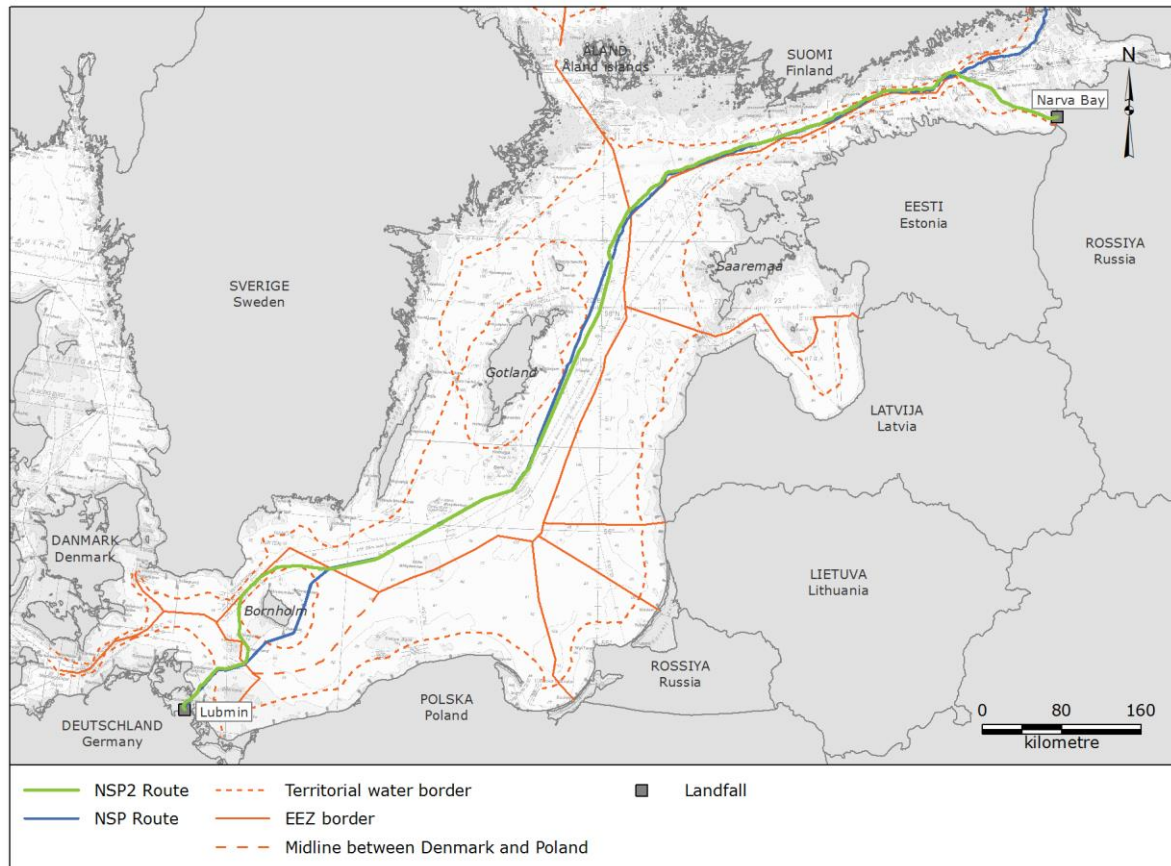 ÅLAND
Åland islands
SUOMI
Finland
N
Narva Bay
EESTI
Estonia
ROSSIYA
Russia
SVERIGE
Sweden
Saaremaa
Gotland
LATVIJA
Latvia
DANMARK
Denmark
LIETUVA
Lithuania
Bornholm
ROSSIYA
Russia
POLSKA
Poland
Lubmin
DEUTSCHLAND
Germany
0 80 160
kilometre
NSP2 Route
Territorial water border
Landfall
NSP Route
EEZ border
Midline between Denmark and Poland